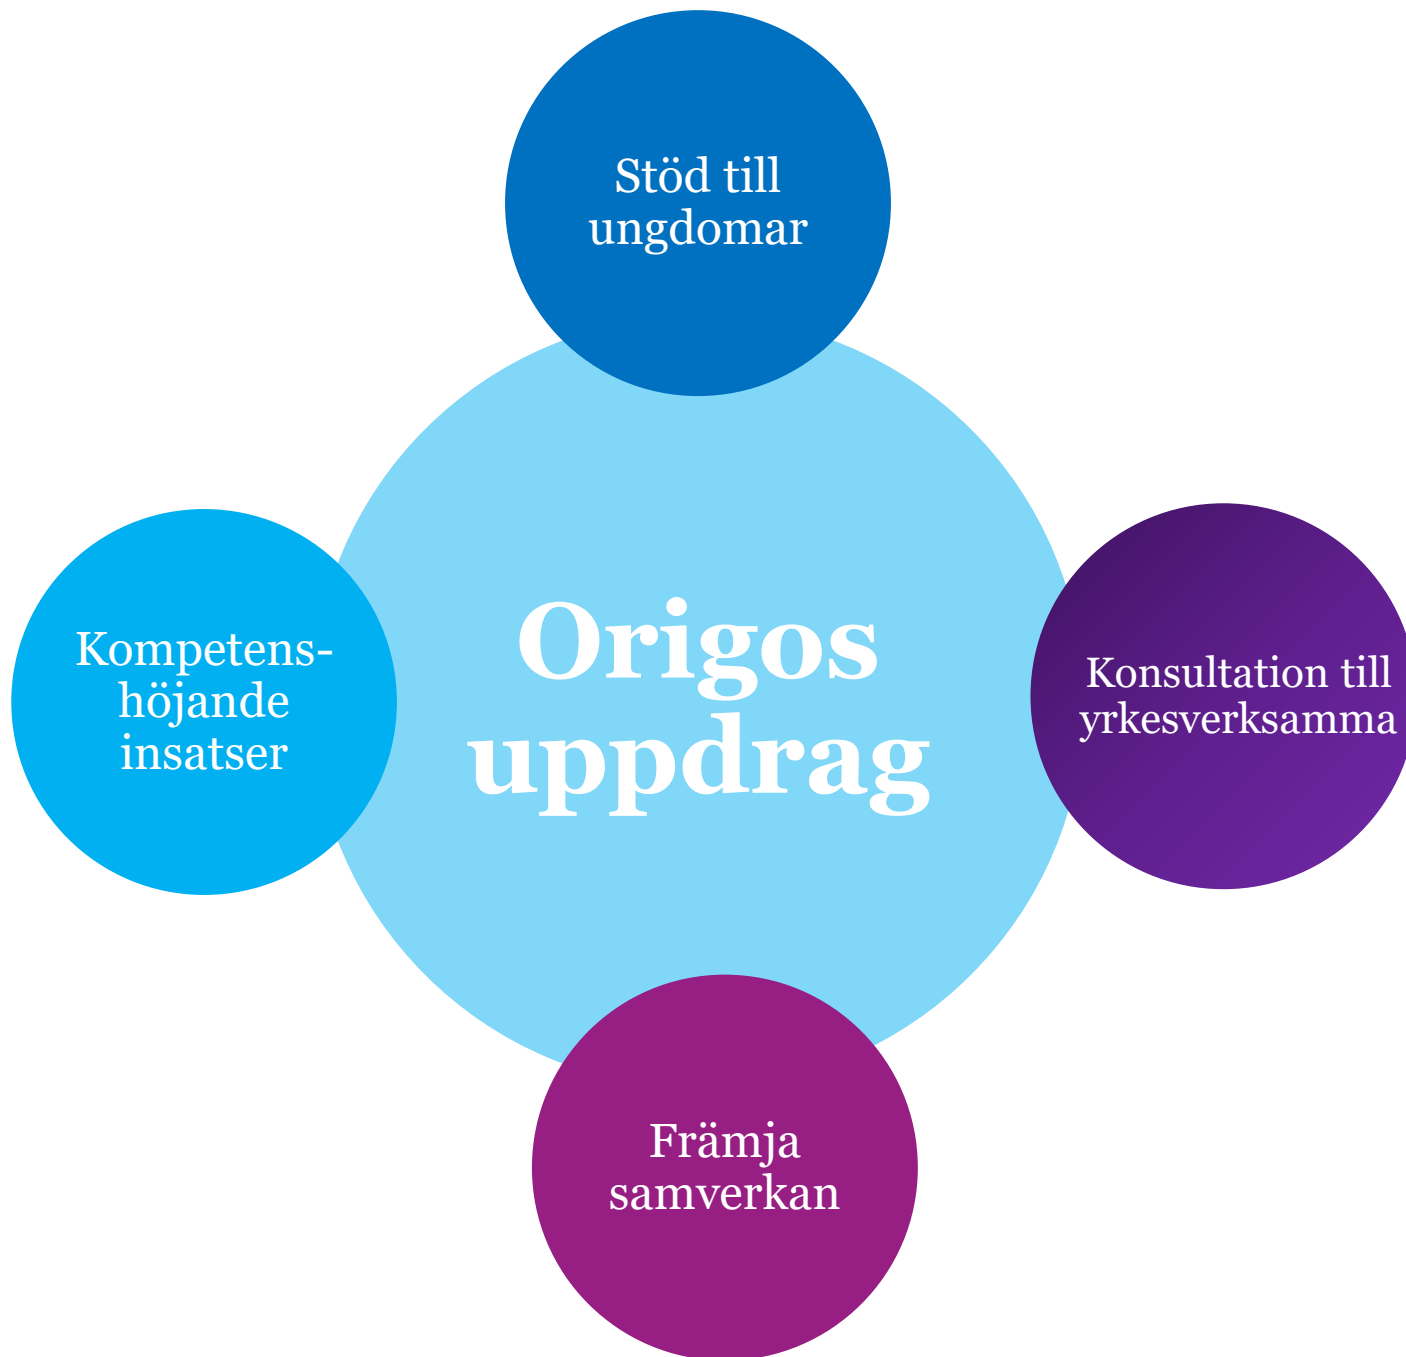 Stöd till
ungdomar
Kompetens-
höjande
insatser
Origos
uppdrag
Konsultation till
yrkesverksamma
Främja
samverkan